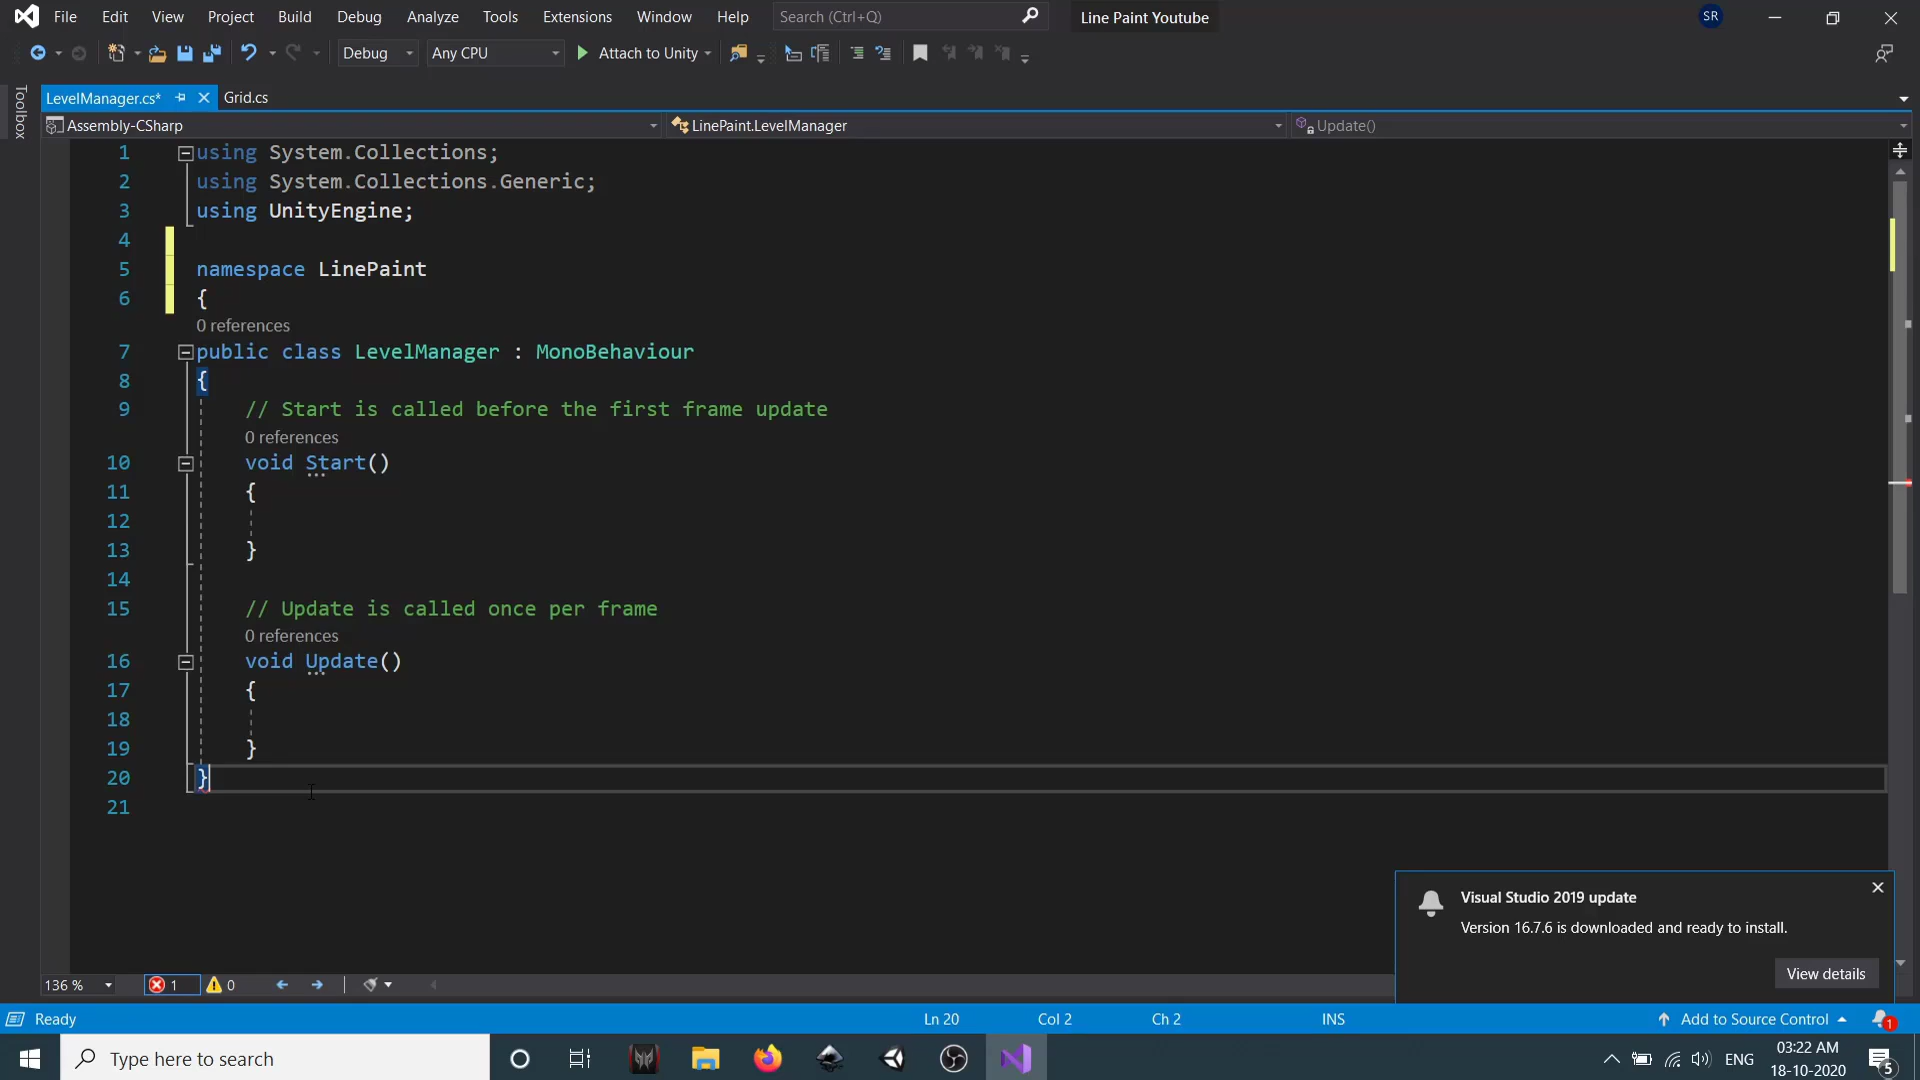 File Edit View Project Build Debug Analyze Tools Extensions Window Help Search (Ctrl+Q) Line Paint Youtube SR
Debug Any CPU Attach to Unity
Toolbox
LevelManager.cs* Grid.cs
Assembly-CSharp LinePaint.LevelManager Update()
1 using System.Collections;
2 using System.Collections.Generic;
3 using UnityEngine;
4
5 namespace LinePaint
6 {
0 references
7 public class LevelManager : MonoBehaviour
8 {
9 // Start is called before the first frame update
0 references
10 void Start()
11 {
12
13 }
14
15 // Update is called once per frame
0 references
16 void Update()
17 {
18
19 }
20 }
21
Visual Studio 2019 update
Version 16.7.6 is downloaded and ready to install.
View details
136 % 1 0
Ready Ln 20 Col 2 Ch 2 INS Add to Source Control 1
Type here to search ENG 03:22 AM
18-10-2020 5